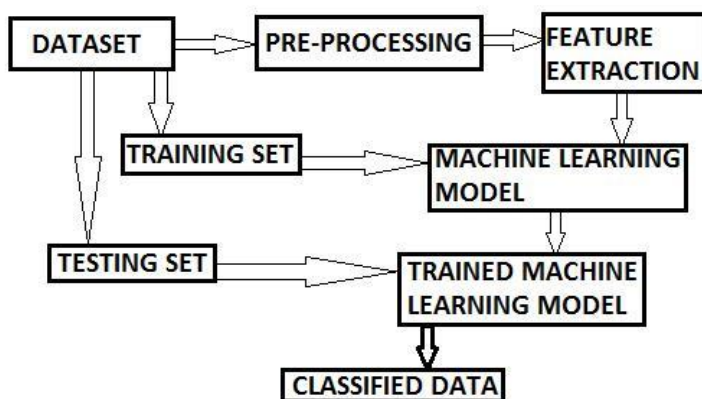 DATASET
PRE-PROCESSING
FEATURE
EXTRACTION
TRAINING SET
MACHINE LEARNING
MODEL
TESTING SET
TRAINED MACHINE
LEARNING MODEL
CLASSIFIED DATA